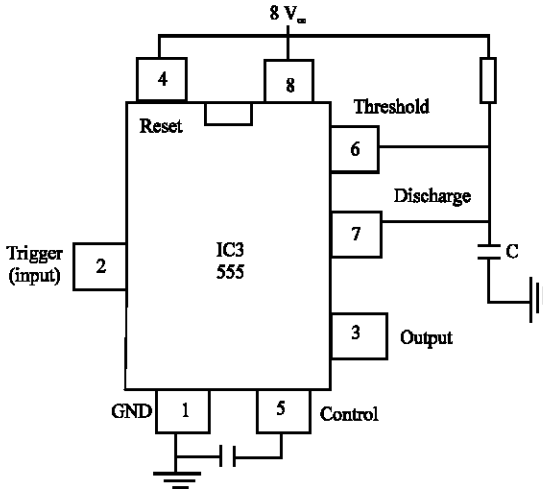 8 Vcc
4
8
Reset
Threshold
6
Discharge
7
Trigger
(input)
2
IC3
555
C
3
Output
GND
1
5
Control